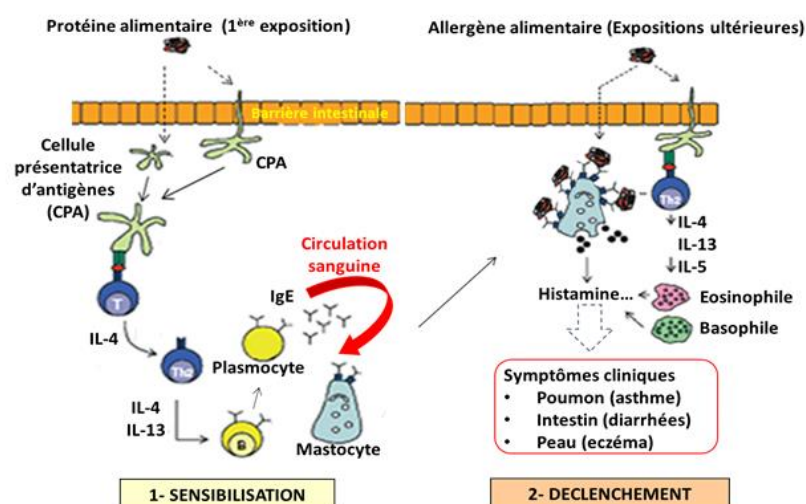 Protéine alimentaire (1ère exposition)
Barrière intestinale
Cellule
présentatrice
d'antigènes
(CPA)
CPA
T
IL-4
Th2
IL-4
IL-13
B
Plasmocyte
IgE
Circulation
sanguine
Mastocyte
1- SENSIBILISATION
Allergène alimentaire (Expositions ultérieures)
Th2
IL-4
IL-13
IL-5
Histamine...
Eosinophile
Basophile
Symptômes cliniques
• Poumon (asthme)
• Intestin (diarrhées)
• Peau (eczéma)
2- DECLENCHEMENT